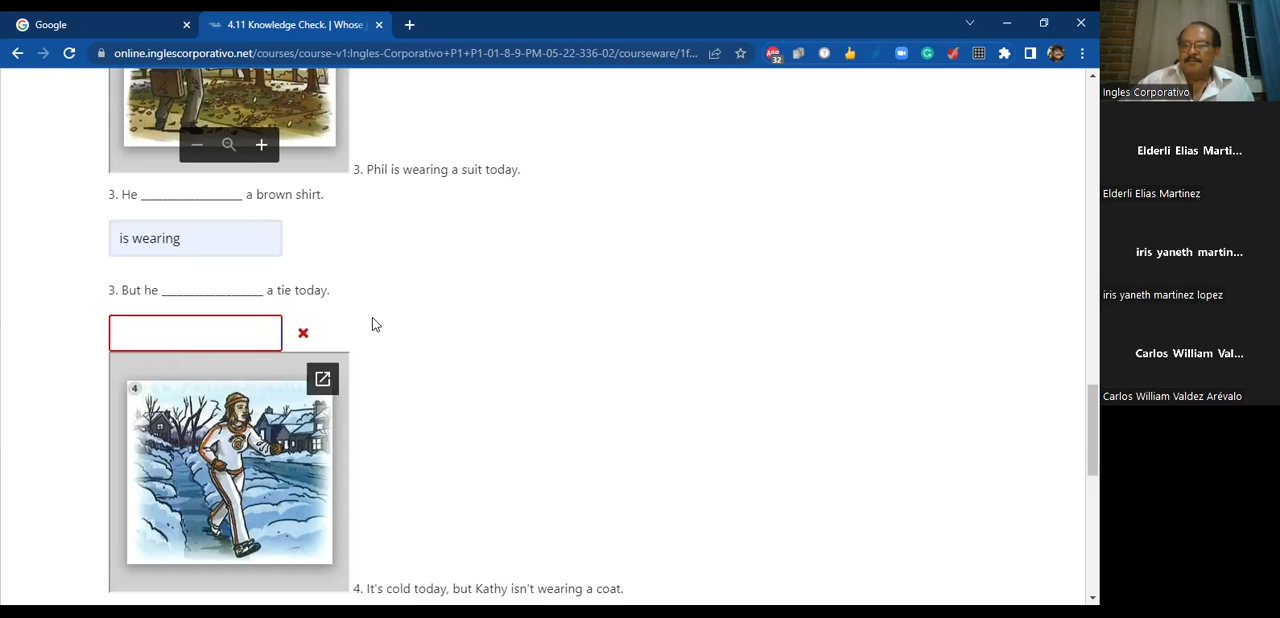 Google
4.11 Knowledge Check. | Whose
online.inglescorporativo.net/courses/course-v1:Ingles-Corporativo+P1+P1-01-8-9-PM-05-22-336-02/courseware/1f...
32
Ingles Corporativo
Elderli Elias Marti...
Elderli Elias Martinez
iris yaneth martin...
iris yaneth martinez lopez
Carlos William Val...
Carlos William Valdez Arévalo
3. Phil is wearing a suit today.
3. He __________________ a brown shirt.
is wearing
3. But he __________________ a tie today.
4
4. It's cold today, but Kathy isn't wearing a coat.